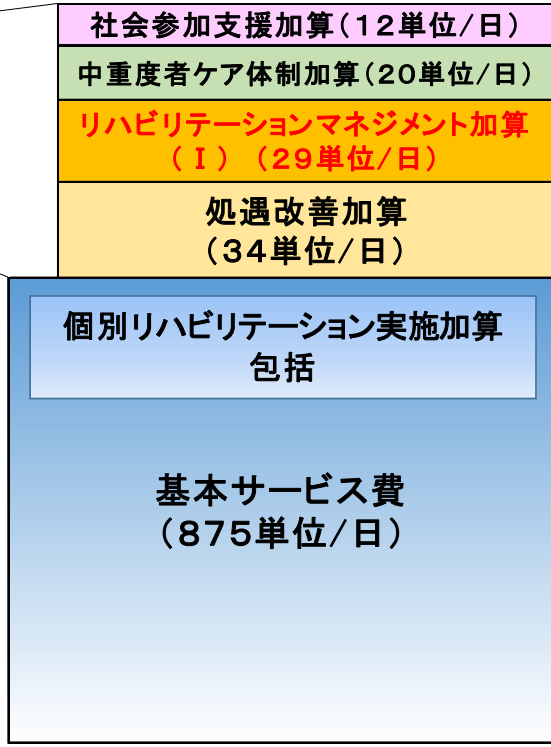 社会参加支援加算(12単位/日)
中重度者ケア体制加算(20単位/日)
リハビリテーションマネジメント加算
(Ⅰ) (29単位/日)
処遇改善加算
(34単位/日)
個別リハビリテーション実施加算
包括
基本サービス費
(875単位/日)